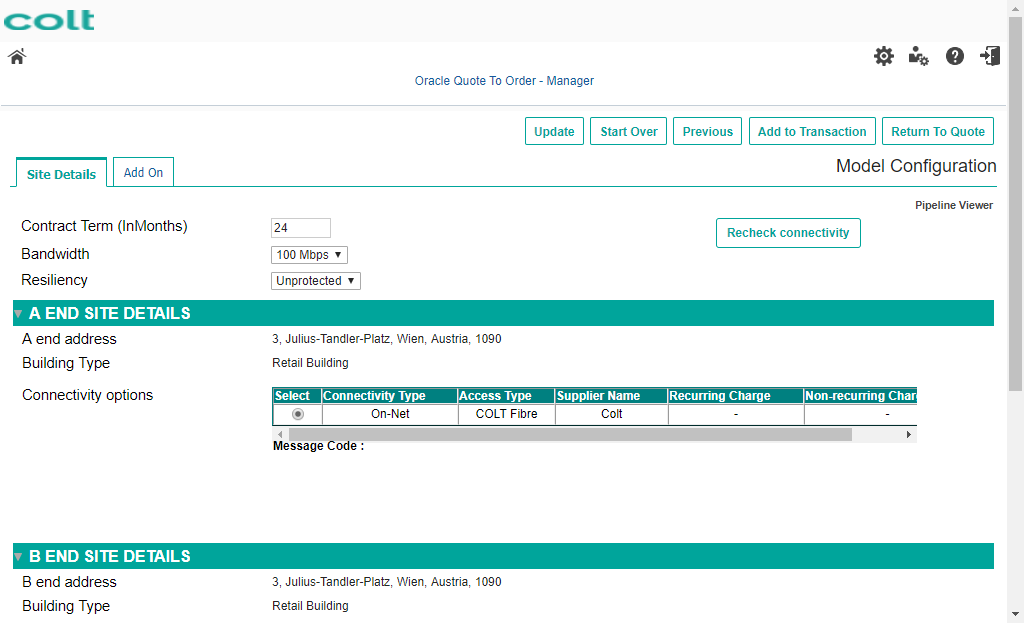 colt
Oracle Quote To Order - Manager
Update Start Over Previous Add to Transaction Return To Quote
Site Details Add On Model Configuration
Pipeline Viewer
Contract Term (InMonths) 24 Recheck connectivity
Bandwidth 100 Mbps
Resiliency Unprotected
A END SITE DETAILS
A end address 3, Julius-Tandler-Platz, Wien, Austria, 1090
Building Type Retail Building
Connectivity options
Select Connectivity Type Access Type Supplier Name Recurring Charge Non-recurring Char
On-Net COLT Fibre Colt - -
Message Code :
B END SITE DETAILS
B end address 3, Julius-Tandler-Platz, Wien, Austria, 1090
Building Type Retail Building